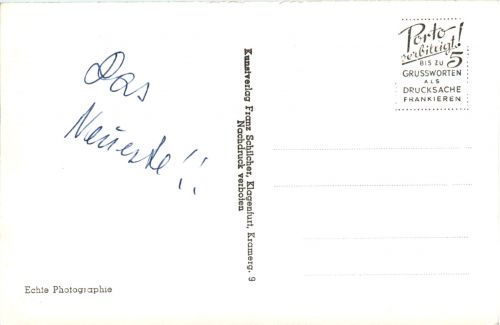 Das
Neueste!!
Echte Photographie
Kunstverlag Franz Schilcher, Klagenfurt, Kramerg. 9
Nachdruck verboten
Porto
verbilligt!
BIS ZU 5
GRUSSWORTEN
ALS
DRUCKSACHE
FRANKIEREN